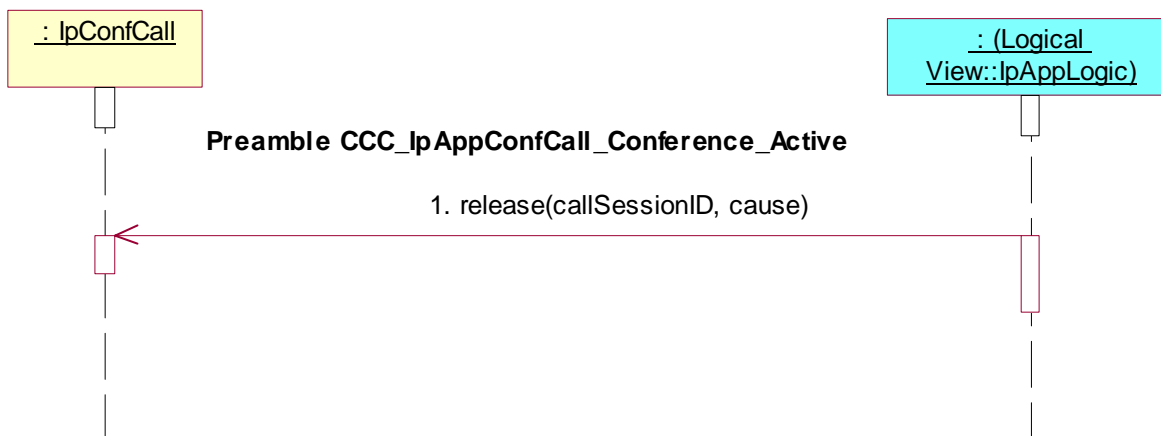 : IpConfCall
: (Logical
View::IpAppLogic)
Preamble CCC_IpAppConfCall_Conference_Active
1. release(callSessionID, cause)